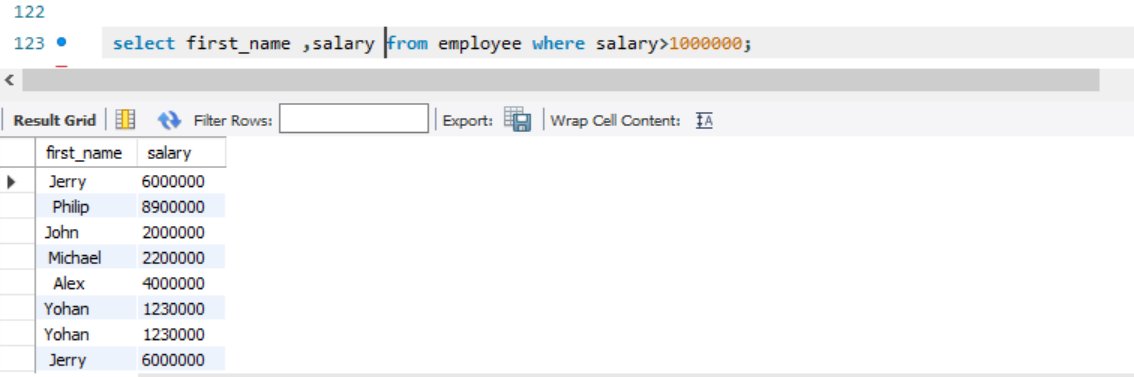 122
123 select first_name ,salary from employee where salary>1000000;
Result Grid Filter Rows: Export: Wrap Cell Content: IA
first_name salary
Jerry 6000000
Philip 8900000
John 2000000
Michael 2200000
Alex 4000000
Yohan 1230000
Yohan 1230000
Jerry 6000000